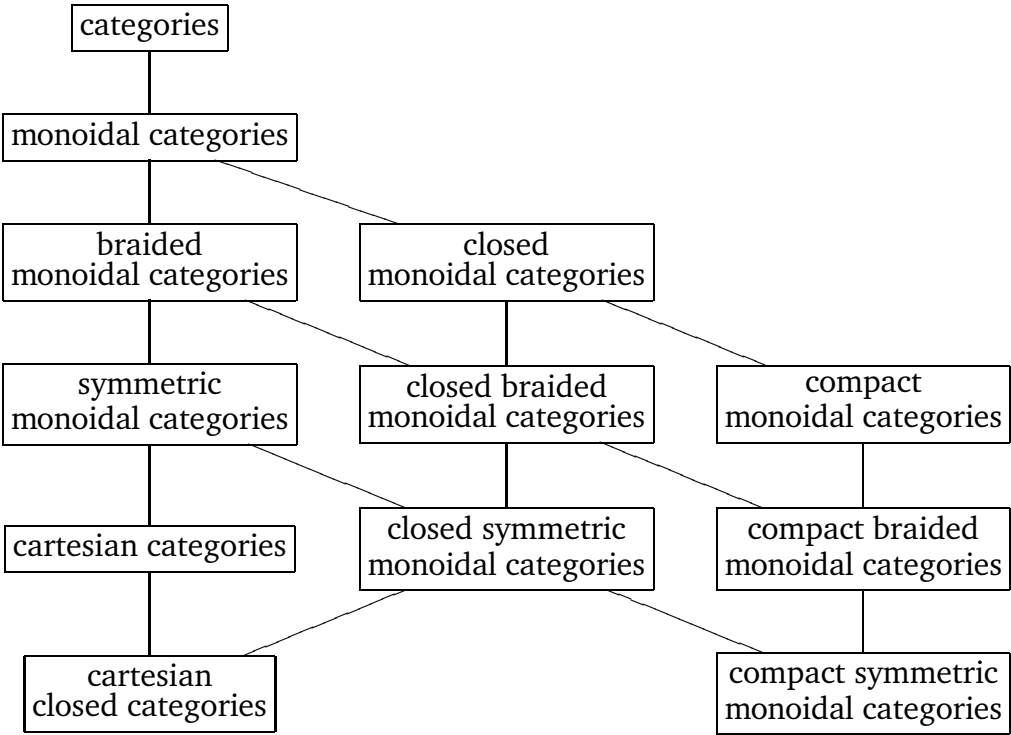 categories
monoidal categories
braided
monoidal categories
closed
monoidal categories
symmetric
monoidal categories
closed braided
monoidal categories
compact
monoidal categories
cartesian categories
closed symmetric
monoidal categories
compact braided
monoidal categories
cartesian
closed categories
compact symmetric
monoidal categories